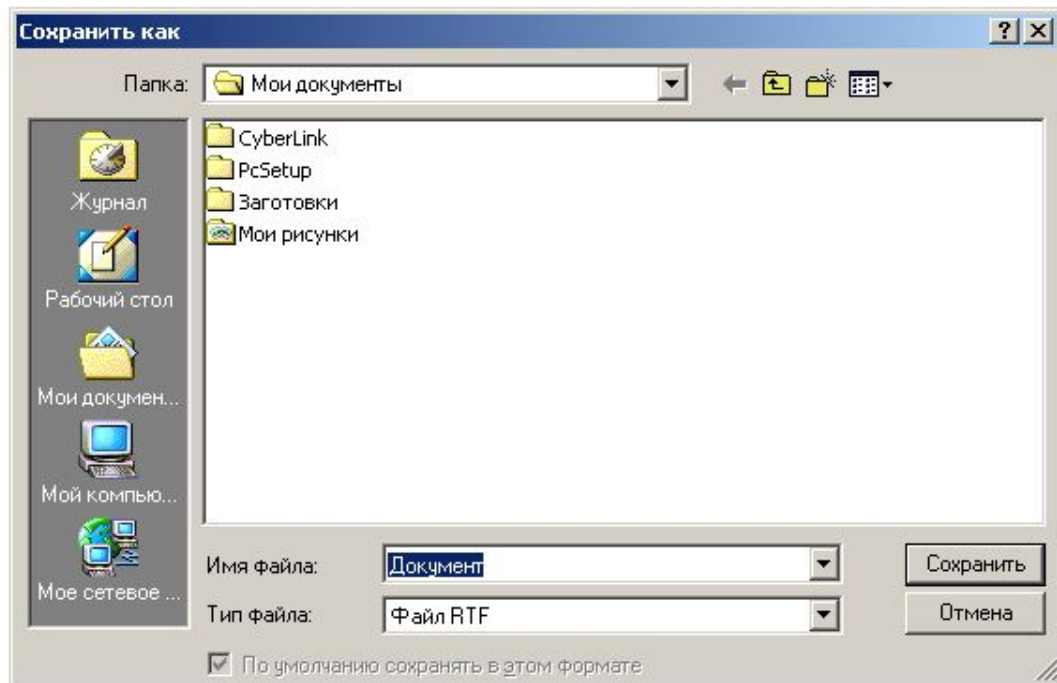 Сохранить как
Папка: Мои документы
CyberLink
PcSetup
Заготовки
Мои рисунки
Журнал
Рабочий стол
Мои докумен...
Мой компью...
Мое сетевое ...
Имя файла: Документ
Сохранить
Тип файла: Файл RTF
Отмена
По умолчанию сохранять в этом формате